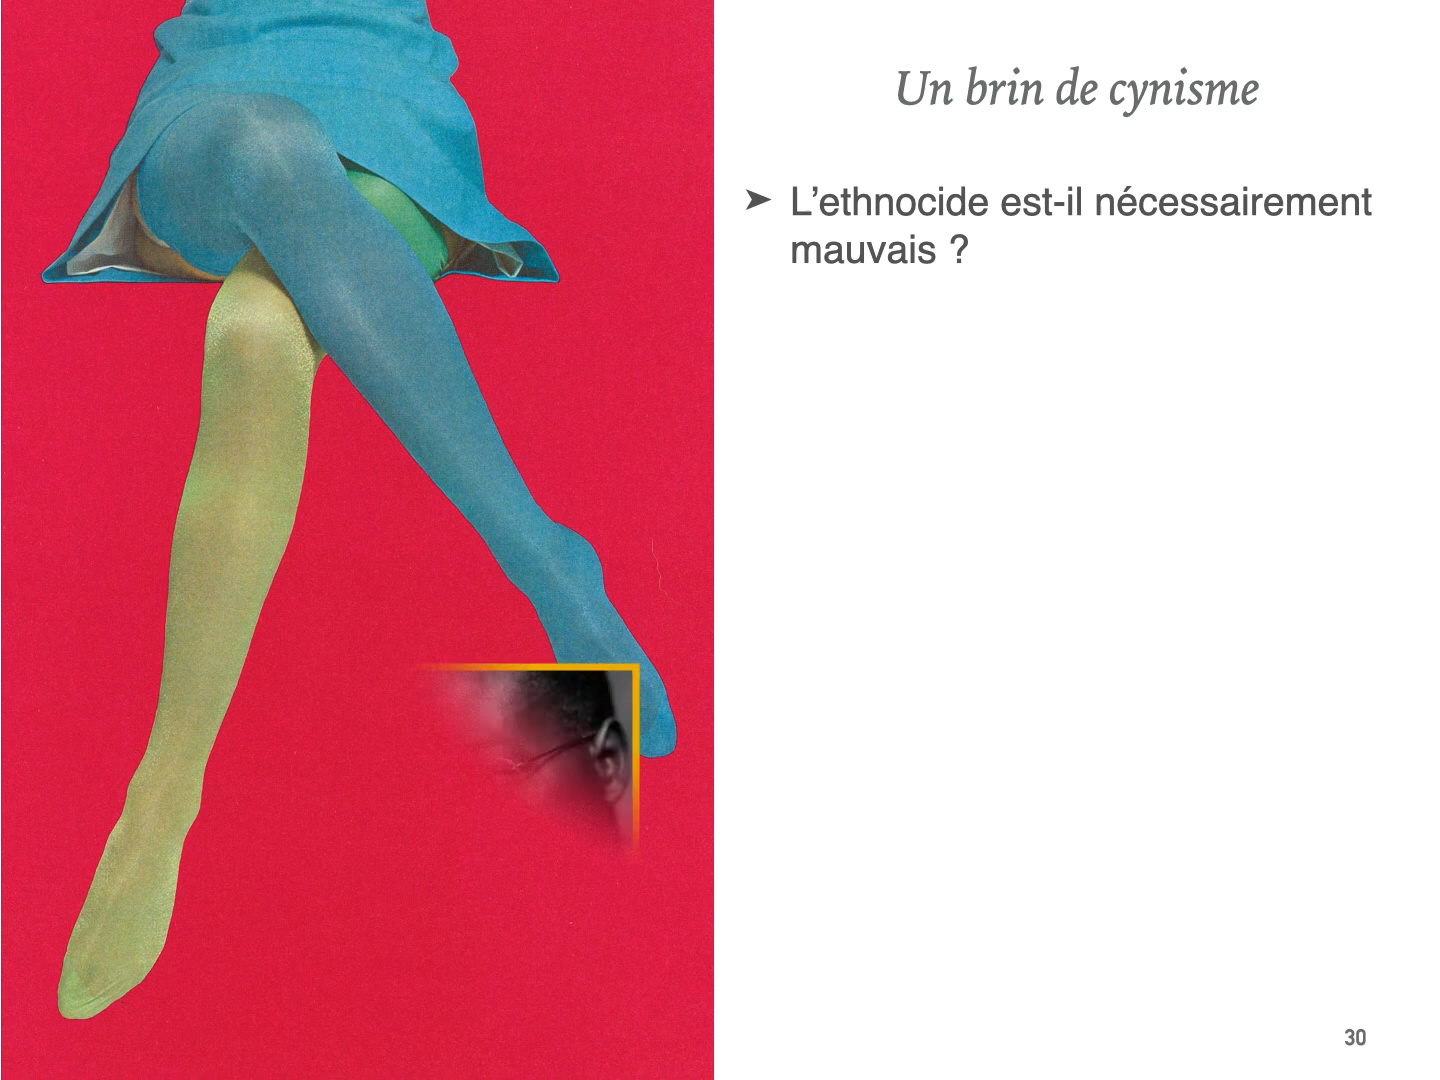 Un brin de cynisme
➤ L’ethnocide est-il nécessairement
mauvais ?
30